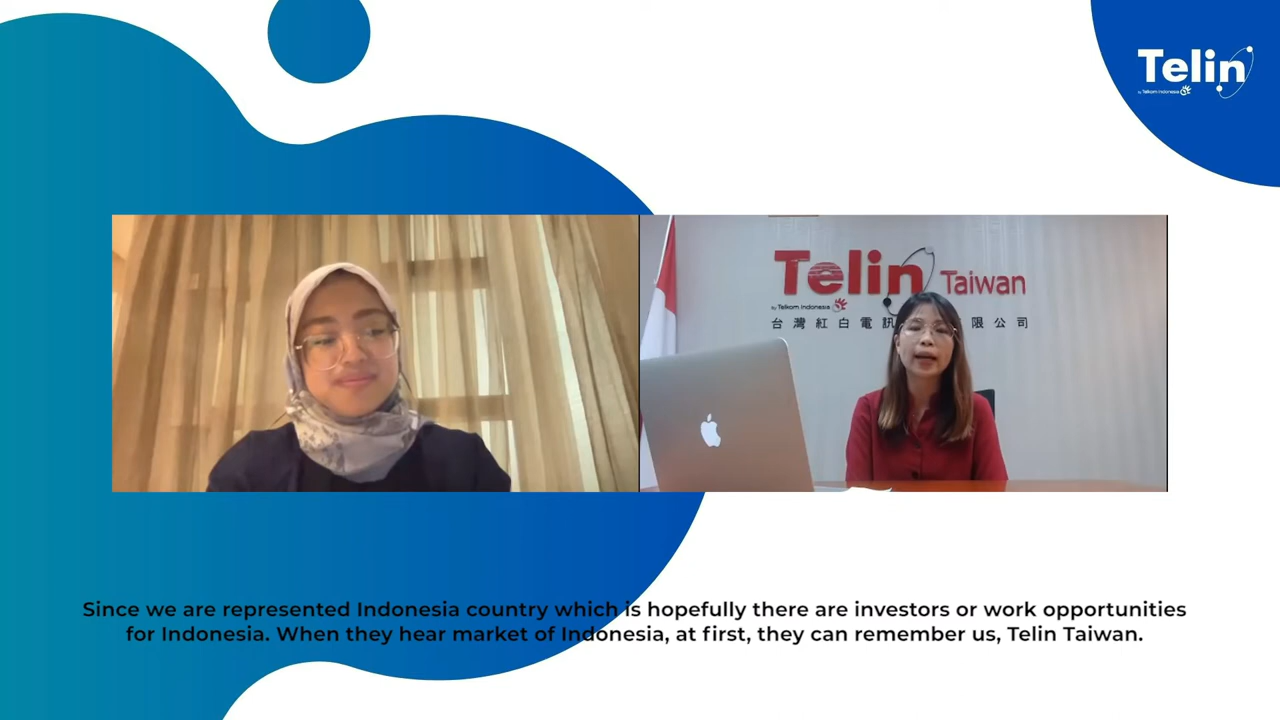 Telin
by Telkom Indonesia
Telin Taiwan
by Telkom Indonesia
台灣紅白電訊 限公司
Since we are represented Indonesia country which is hopefully there are investors or work opportunities
for Indonesia. When they hear market of Indonesia, at first, they can remember us, Telin Taiwan.